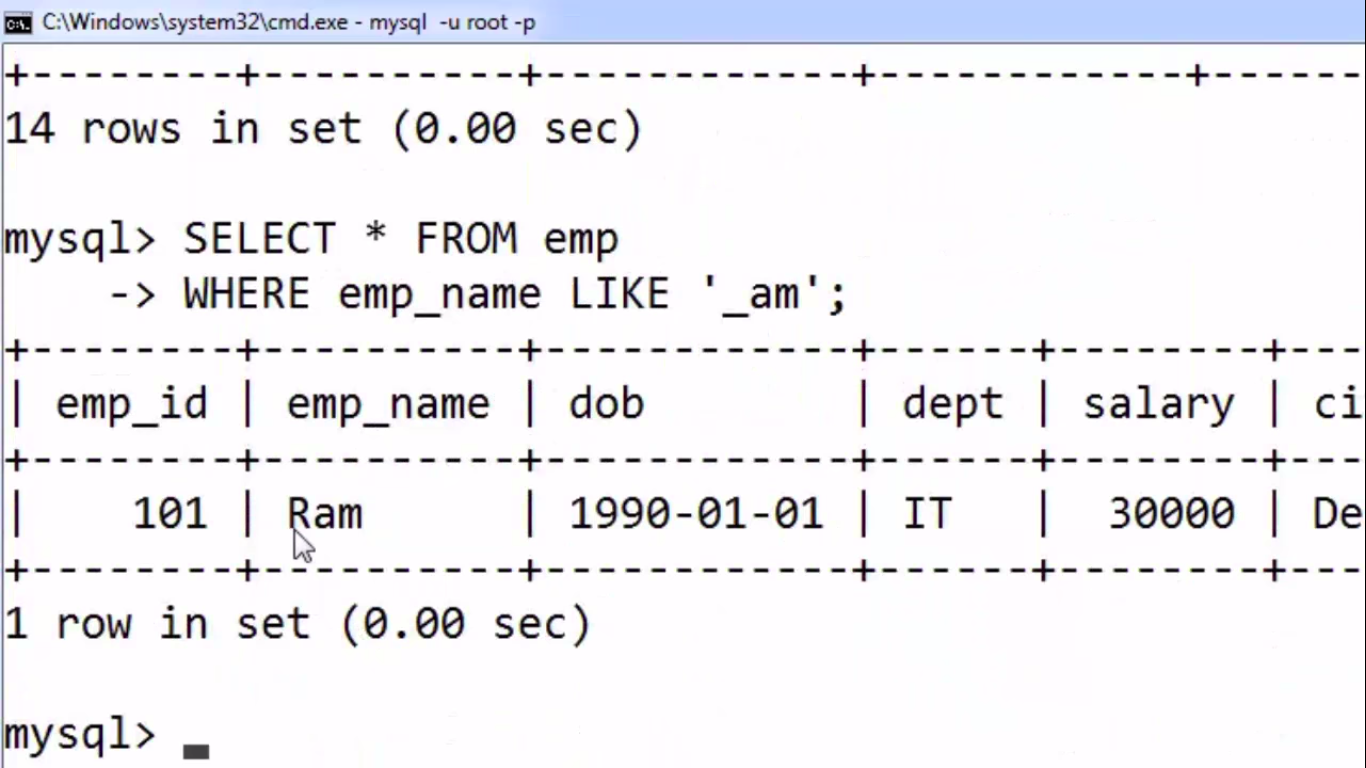 C:\Windows\system32\cmd.exe - mysql  -u root -p
+--------+----------+------------+------------+------
14 rows in set (0.00 sec)
mysql> SELECT * FROM emp
    -> WHERE emp_name LIKE '_am';
+--------+----------+------------+------+--------+---
| emp_id | emp_name | dob        | dept | salary | ci
+--------+----------+------------+------+--------+---
|    101 | Ram      | 1990-01-01 | IT   |  30000 | De
+--------+----------+------------+------+--------+---
1 row in set (0.00 sec)
mysql>